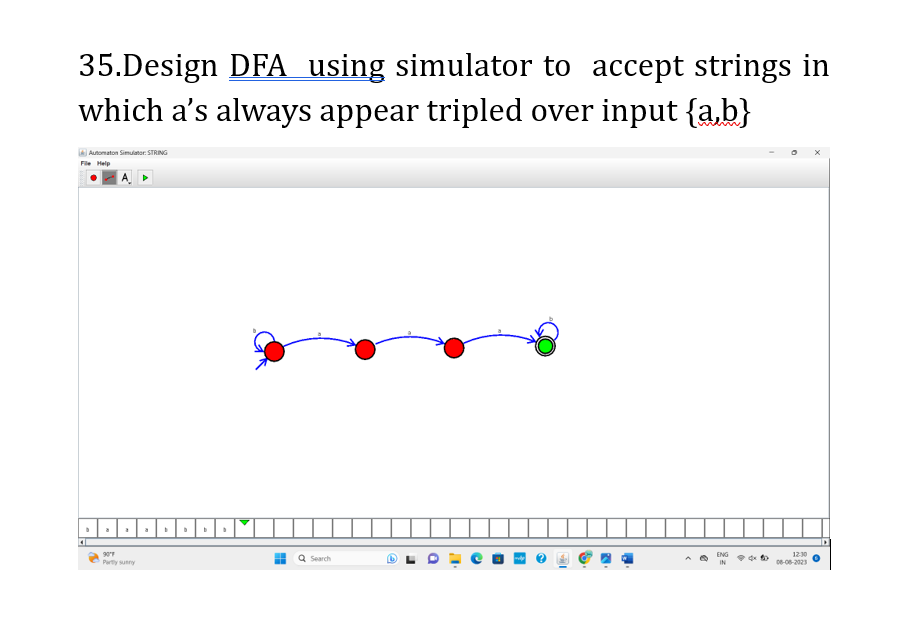 35.Design DFA using simulator to accept strings in
which a's always appear tripled over input {a,b}
Automaton Simulator: STRING
File Help
A
b a a a b
b a a a b b b b
90°F
Partly sunny
Search
ENG
IN
12:30
08-08-2023